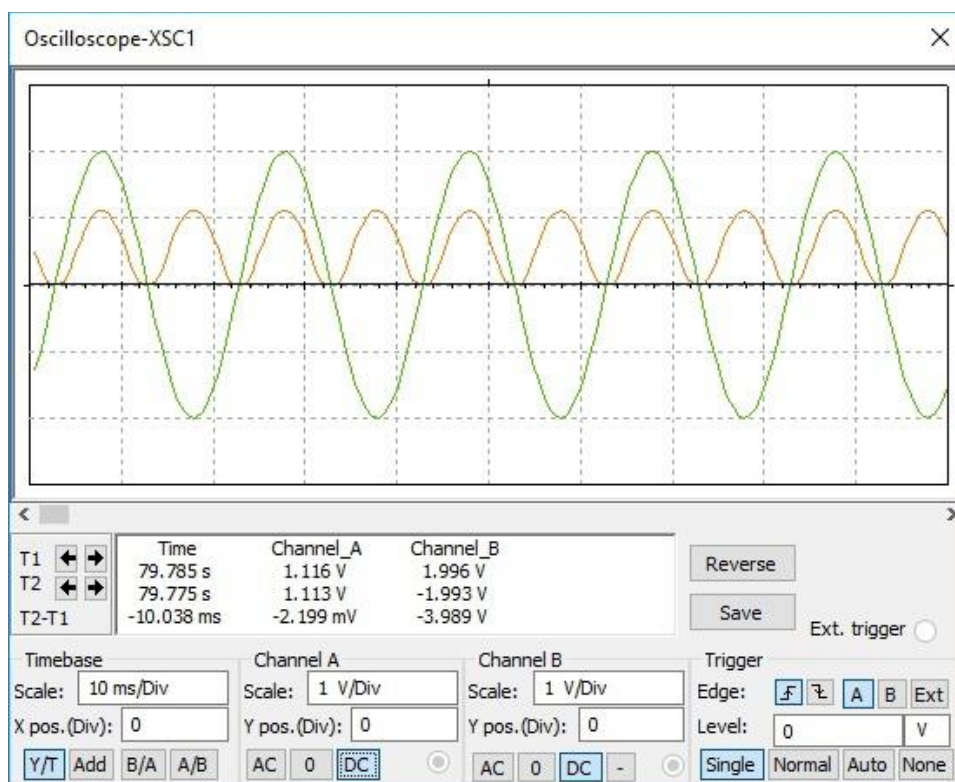 Oscilloscope-XSC1
Time Channel_A Channel_B
T1 79.785 s 1.116 V 1.996 V
T2 79.775 s 1.113 V -1.993 V
T2-T1 -10.038 ms -2.199 mV -3.989 V
Reverse
Save
Ext. trigger
Timebase
Scale: 10 ms/Div
X pos.(Div): 0
Y/T Add B/A A/B
Channel A
Scale: 1 V/Div
Y pos.(Div): 0
AC 0 DC
Channel B
Scale: 1 V/Div
Y pos.(Div): 0
AC 0 DC -
Trigger
Edge: A B Ext
Level: 0 V
Single Normal Auto None